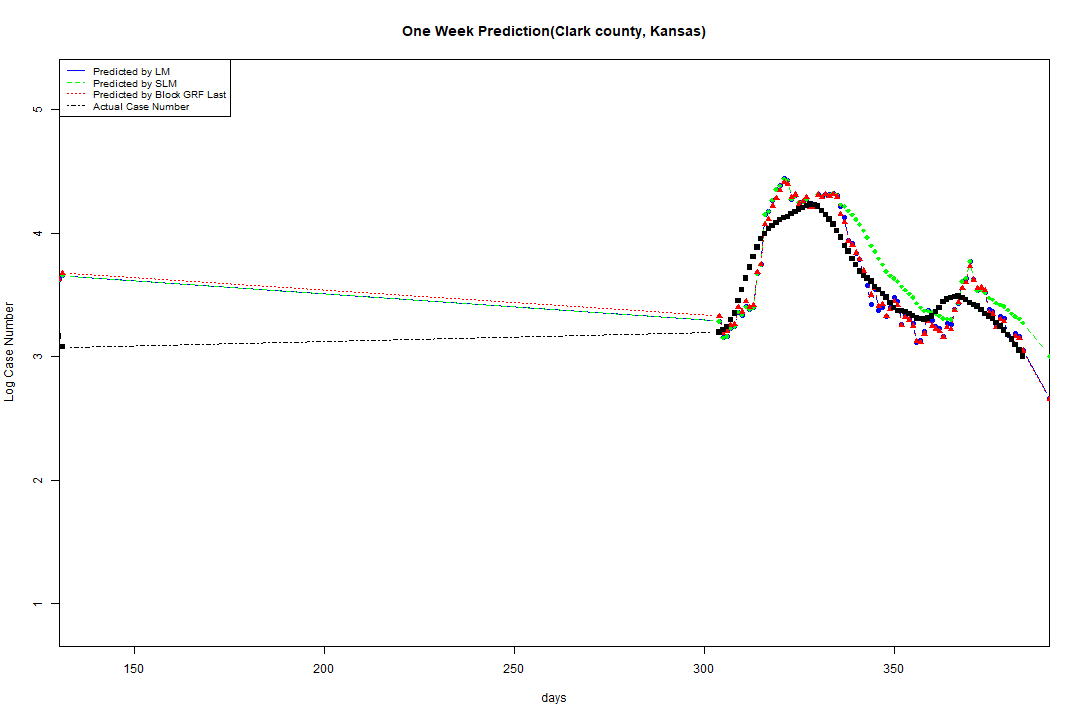 One Week Prediction(Clark county, Kansas)
Predicted by LM
Predicted by SLM
Predicted by Block GRF Last
Actual Case Number
5
4
3
2
1
Log Case Number
150 200 250 300 350
days